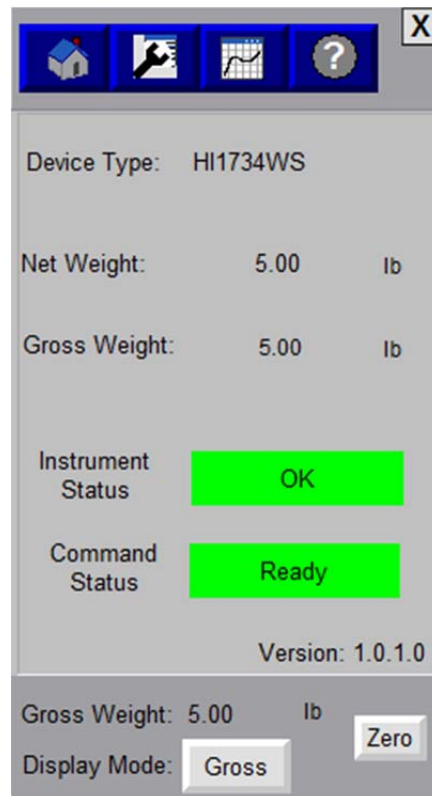 X
?
Device Type: HI1734WS
Net Weight: 5.00 lb
Gross Weight: 5.00 lb
Instrument
Status
OK
Command
Status
Ready
Version: 1.0.1.0
Gross Weight: 5.00 lb
Zero
Display Mode: Gross